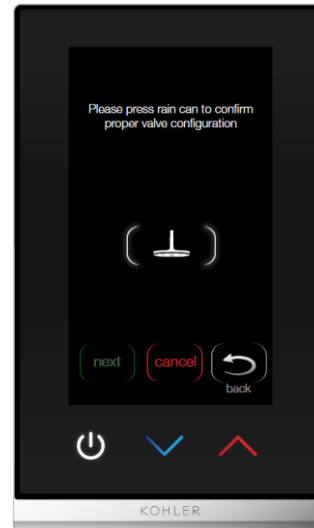 Please press rain can to confirm
proper valve configuration
next cancel
back
KOHLER